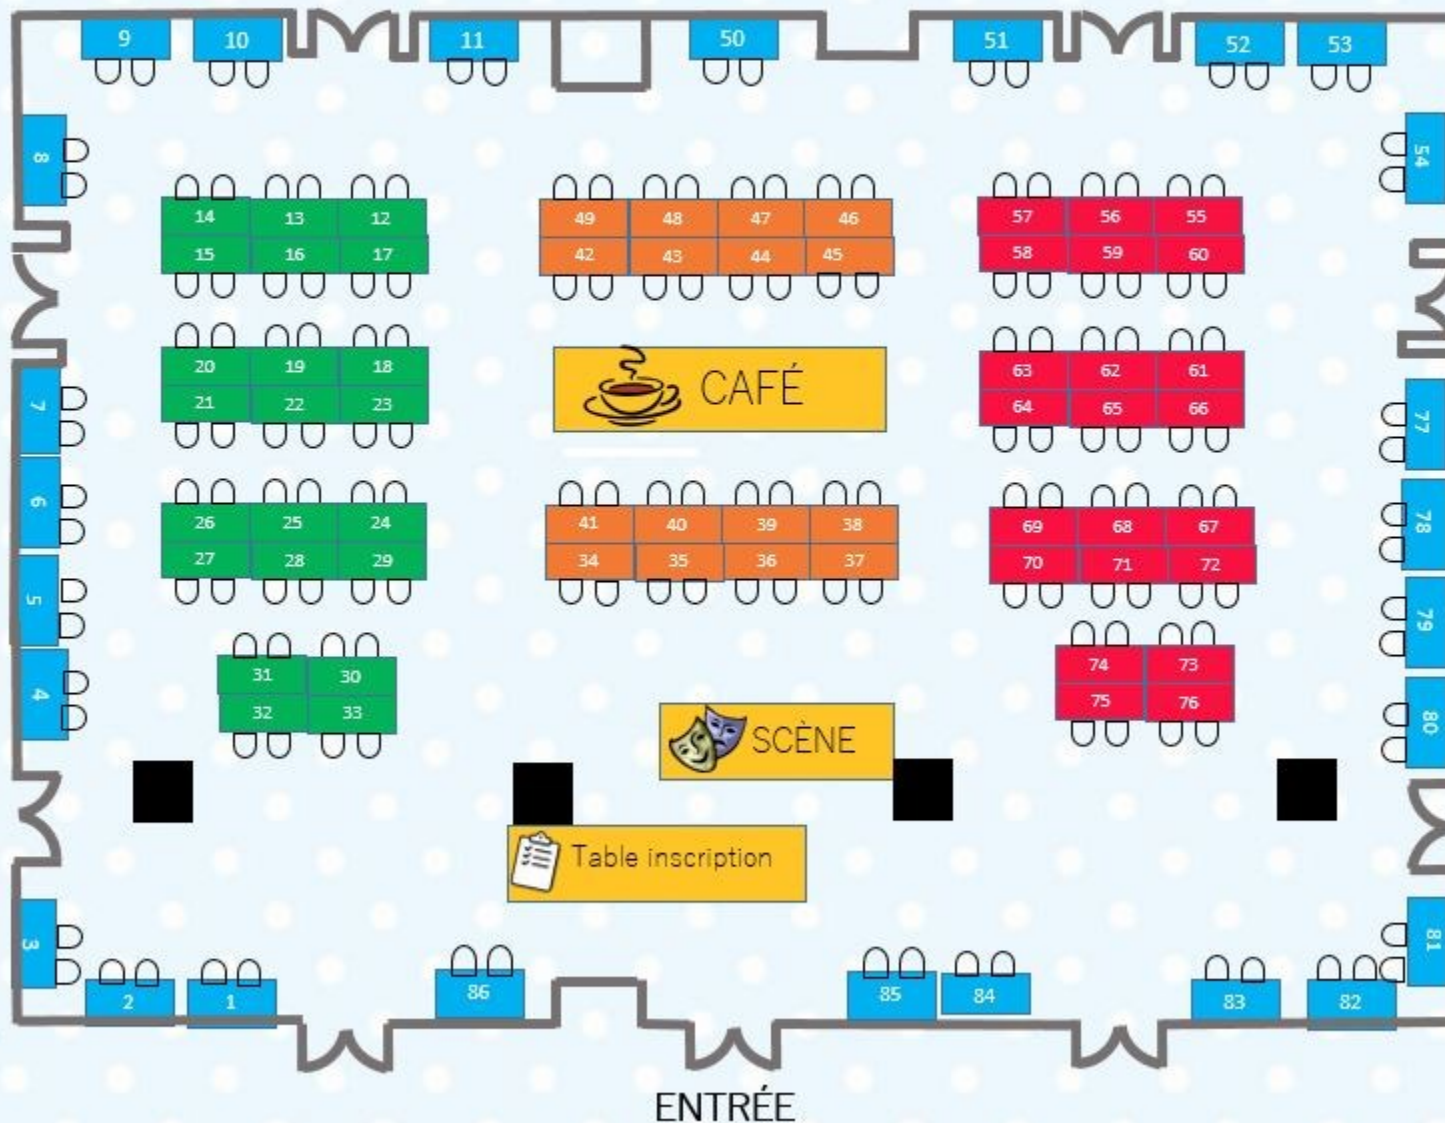 9 10 11 50 51 52 53
8 54
14 13 12 49 48 47 46 57 56 55
15 16 17 42 43 44 45 58 59 60
20 19 18 63 62 61
CAFÉ
21 22 23 64 65 66
7 77
6 78
26 25 24 41 40 39 38 69 68 67
27 28 29 34 35 36 37 70 71 72
5 79
31 30 74 73
4 80
32 33 75 76
SCÈNE
Table inscription
3 81
2 1 86 85 84 83 82
ENTRÉE